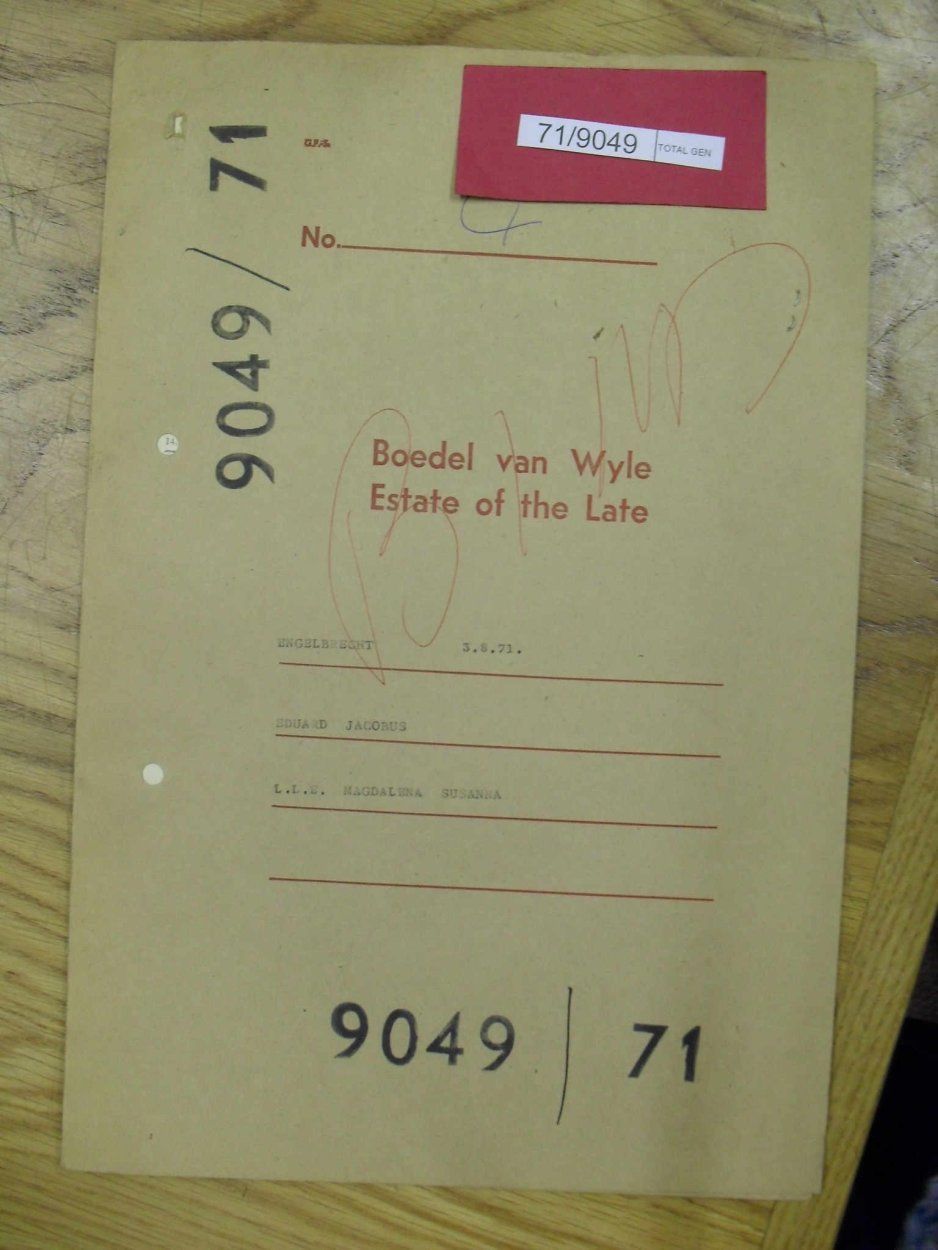 71/9049 TOTAL GEN
9049/71
No.
Boedel van Wyle
Estate of the Late
ENGELBRECHT 3.8.71.
EDUARD JACOBUS
L.L.E. MAGDALENA SUSANNA
9049 / 71